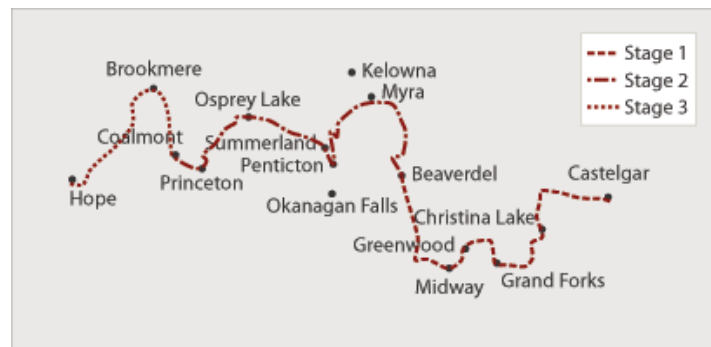 Stage 1
Stage 2
Stage 3
Kelowna
Brookmere
Myra
Osprey Lake
Coalmont
Summerland
Penticton
Princeton
Beaverdel
Castelgar
Hope
Okanagan Falls
Christina Lake
Greenwood
Midway
Grand Forks